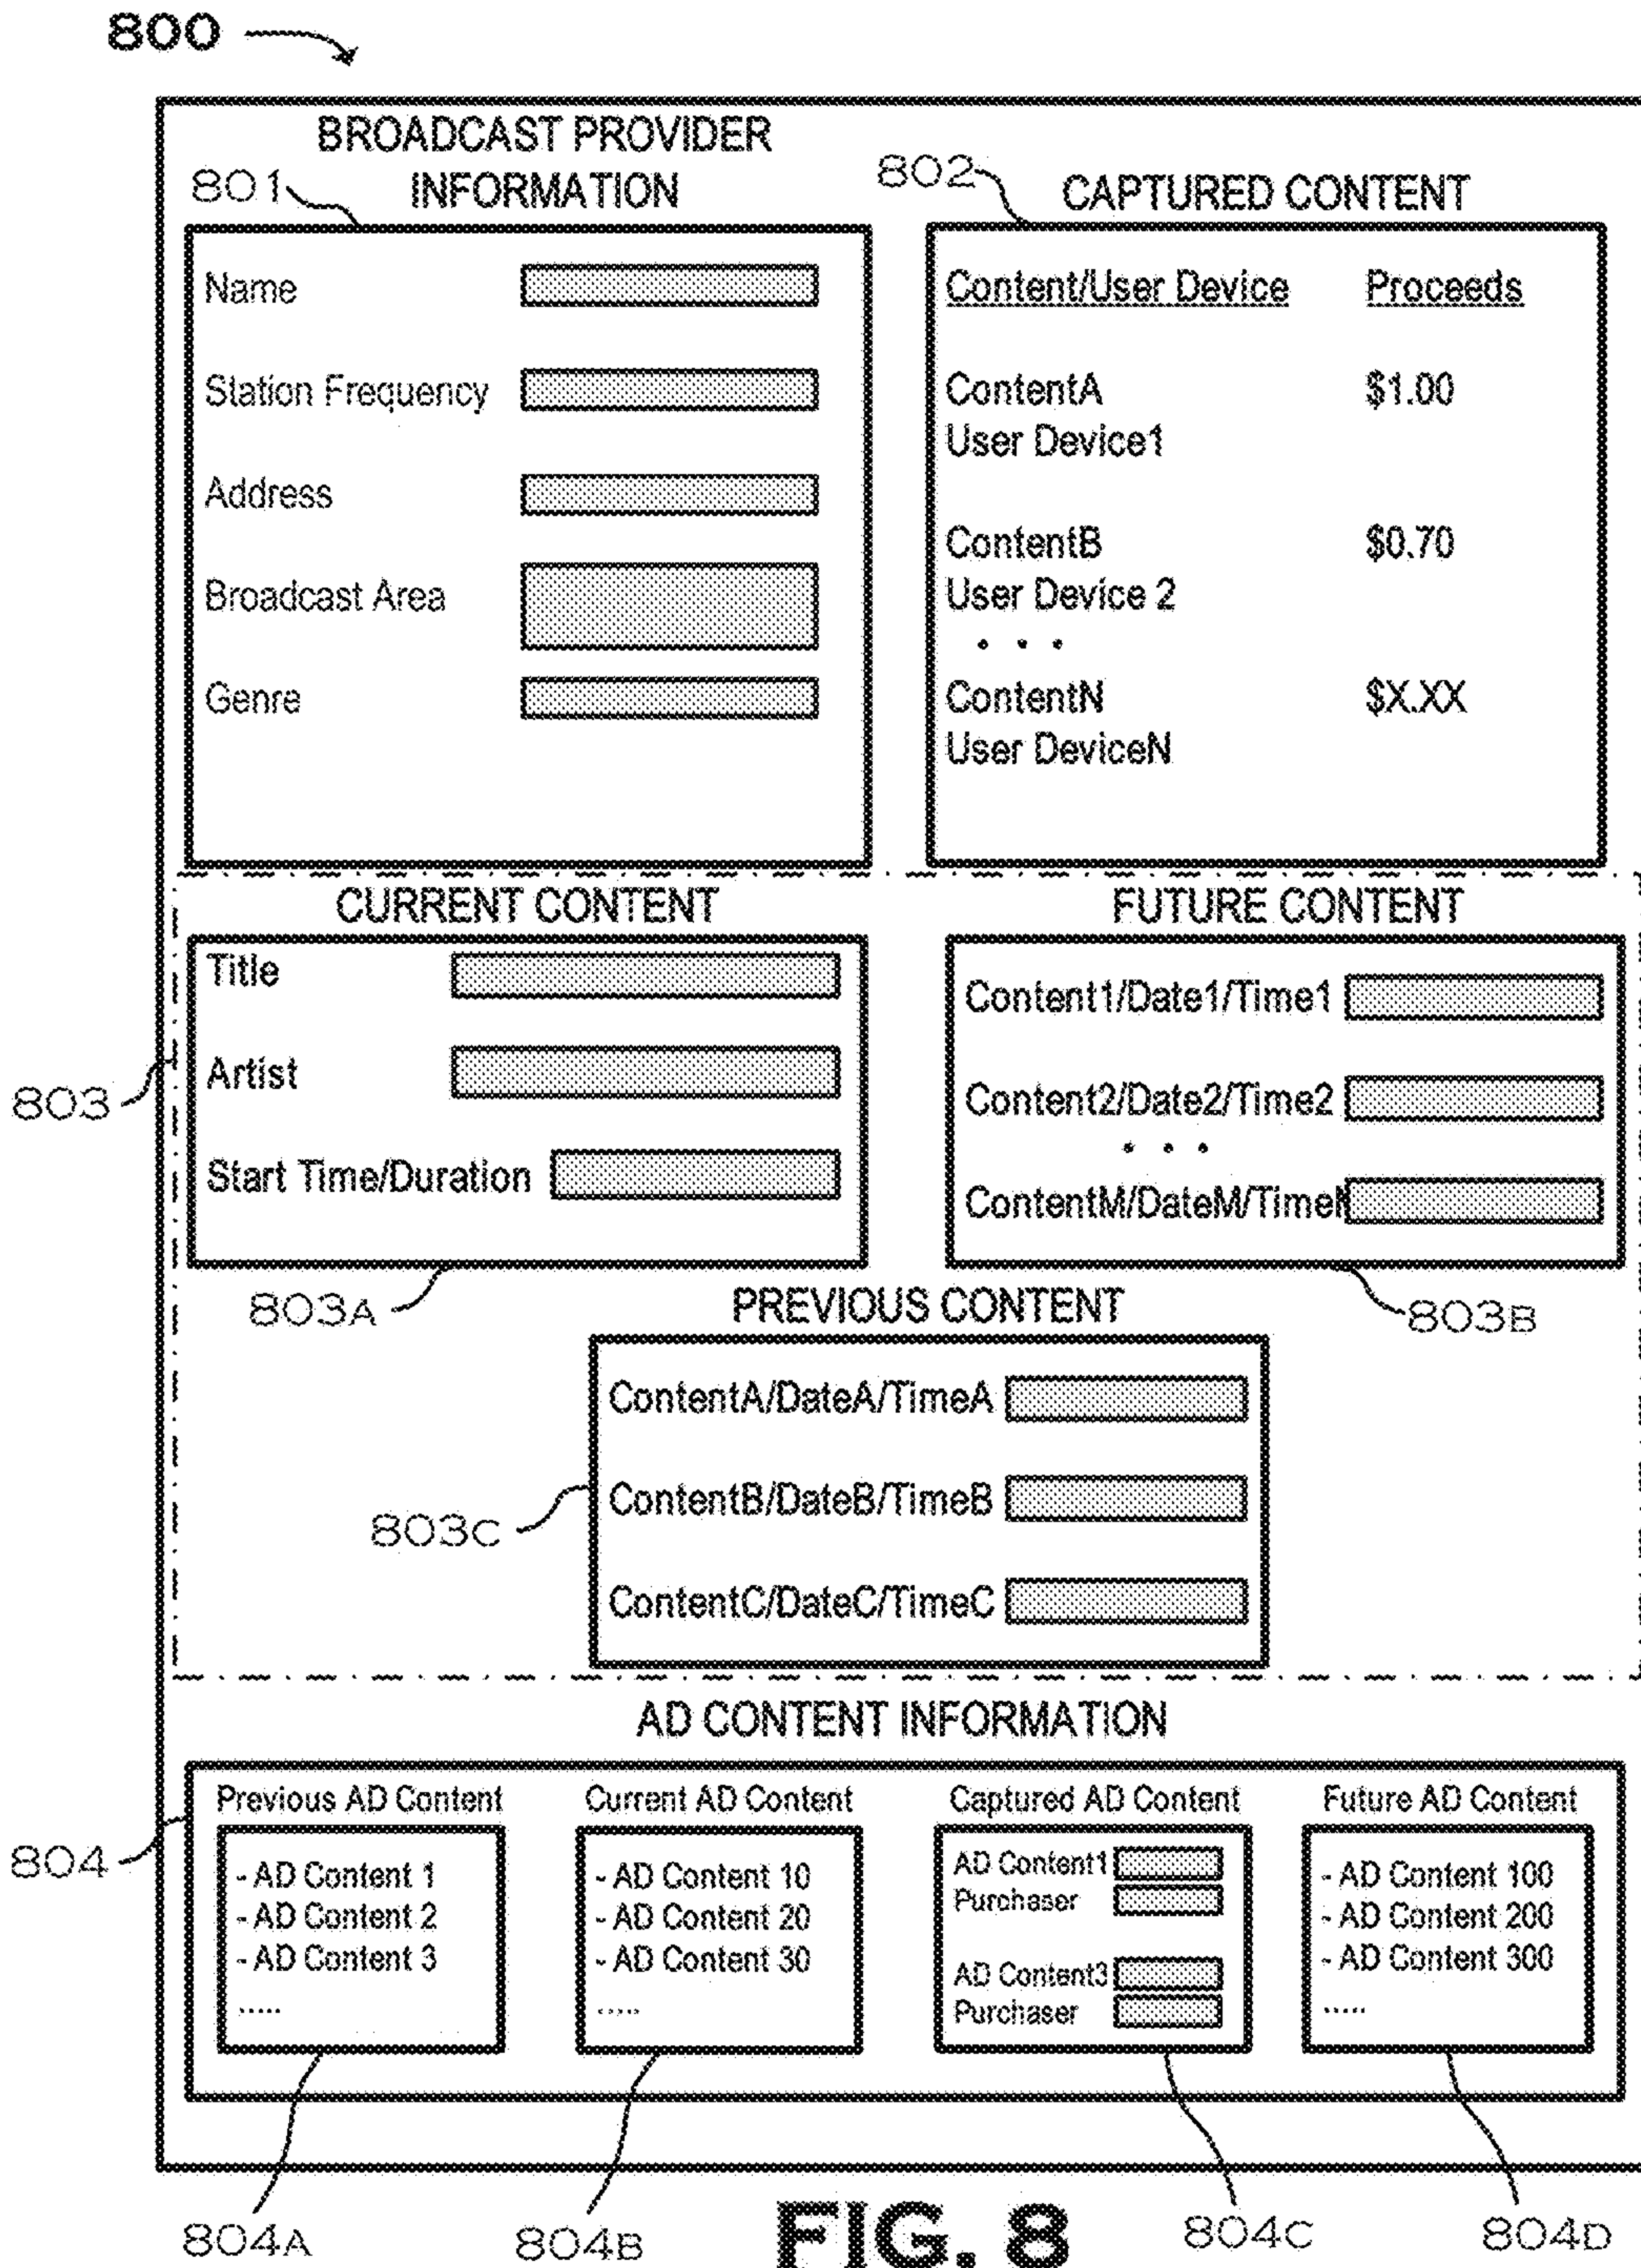 800
BROADCAST PROVIDER
INFORMATION
801
Name
Station Frequency
Address
Broadcast Area
Genre
802
CAPTURED CONTENT
Content/User Device Proceeds
ContentA $1.00
User Device1
ContentB $0.70
User Device 2
. . .
ContentN $X.XX
User DeviceN
803
CURRENT CONTENT
Title
Artist
Start Time/Duration
803A
FUTURE CONTENT
Content1/Date1/Time1
Content2/Date2/Time2
. . .
ContentM/DateM/TimeM
803B
PREVIOUS CONTENT
ContentA/DateA/TimeA
ContentB/DateB/TimeB
ContentC/DateC/TimeC
803C
AD CONTENT INFORMATION
804
Previous AD Content
- AD Content 1
- AD Content 2
- AD Content 3
.....
804A
Current AD Content
- AD Content 10
- AD Content 20
- AD Content 30
.....
804B
Captured AD Content
AD Content1
Purchaser
AD Content3
Purchaser
804C
Future AD Content
- AD Content 100
- AD Content 200
- AD Content 300
.....
804D
FIG. 8